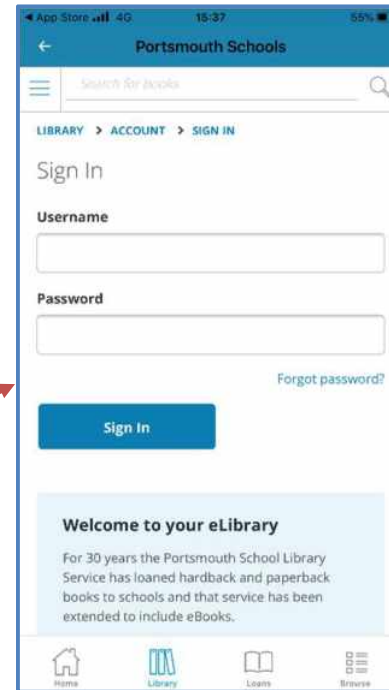 App Store 4G 15:37 55%
Portsmouth Schools
Search for books
LIBRARY > ACCOUNT > SIGN IN
Sign In
Username
Password
Forgot password?
Sign In
Welcome to your eLibrary
For 30 years the Portsmouth School Library
Service has loaned hardback and paperback
books to schools and that service has been
extended to include eBooks.
Home Library Loans Browse